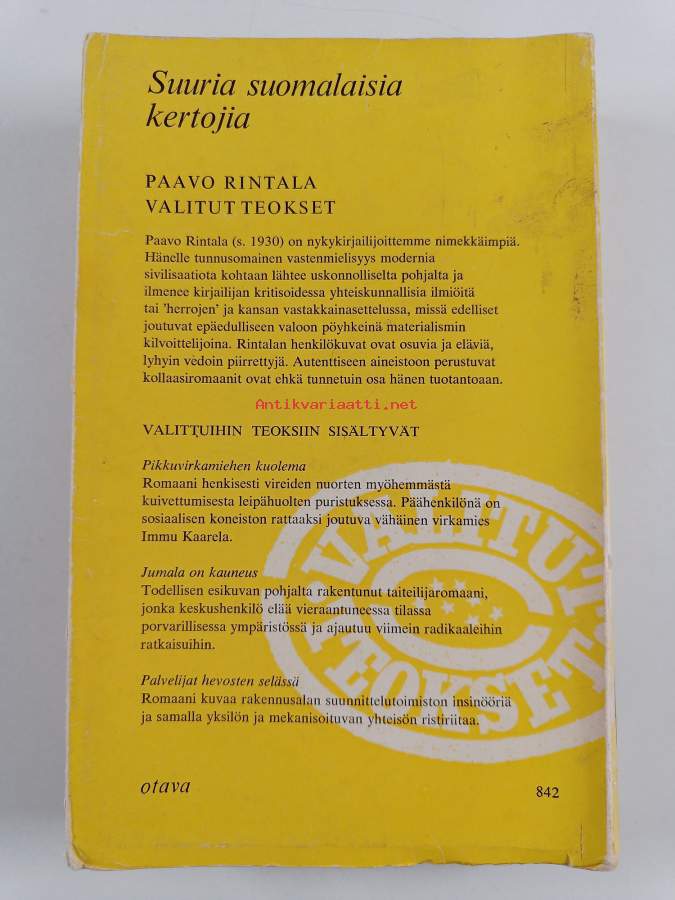 Suuria suomalaisia
kertojia
PAAVO RINTALA
VALITUT TEOKSET
Paavo Rintala (s. 1930) on nykykirjailijoittemme nimekkäimpiä.
Hänelle tunnusomainen vastenmielisyys modernia
sivilisaatiota kohtaan lähtee uskonnolliselta pohjalta ja
ilmenee kirjailijan kritisoidessa yhteiskunnallisia ilmiöitä
tai 'herrojen' ja kansan vastakkainasettelussa, missä edelliset
joutuvat epäedulliseen valoon pöyhkeinä materialismin
kilvoittelijoina. Rintalan henkilökuvat ovat osuvia ja eläviä,
lyhyin vedoin piirrettyjä. Autenttiseen aineistoon perustuvat
kollaasiromaanit ovat ehkä tunnetuin osa hänen tuotantoaan.
Antikvariaatti.net
VALITTUIHIN TEOKSIIN SISÄLTYVÄT
Pikkuvirkamiehen kuolema
Romaani henkisesti vireiden nuorten myöhemmästä
kuivettumisesta leipähuolten puristuksessa. Päähenkilönä on
sosiaalisen koneiston rattaaksi joutuva vähäinen virkamies
Immu Kaarela.
Jumala on kauneus
Todellisen esikuvan pohjalta rakentunut taiteilijaromaani,
jonka keskushenkilö elää vieraantuneessa tilassa
porvarillisessa ympäristössä ja ajautuu viimein radikaaleihin
ratkaisuihin.
Palvelijat hevosten selässä
Romaani kuvaa rakennusalan suunnittelutoimiston insinööriä
ja samalla yksilön ja mekanisoituvan yhteisön ristiriitaa.
VALITUT
TEOKSET
otava
842